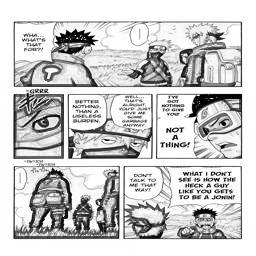 WHA...
WHAT'S
THAT
FOR?!
!
GRRR
BETTER
NOTHING,
THAN A
USELESS
BURDEN.
WELL...
THAT'S
ALRIGHT,
YOU'D JUST
GIVE ME
SOME
GARBAGE
ANYWAY.
I'VE
GOT
NOTHING
TO GIVE
YOU!
NOT
A
THING!
TWITCH
TWITCH
DON'T
TALK TO
ME THAT
WAY!
WHAT I DON'T
SEE IS HOW THE
HECK A GUY
LIKE YOU GETS
TO BE A JONIN!